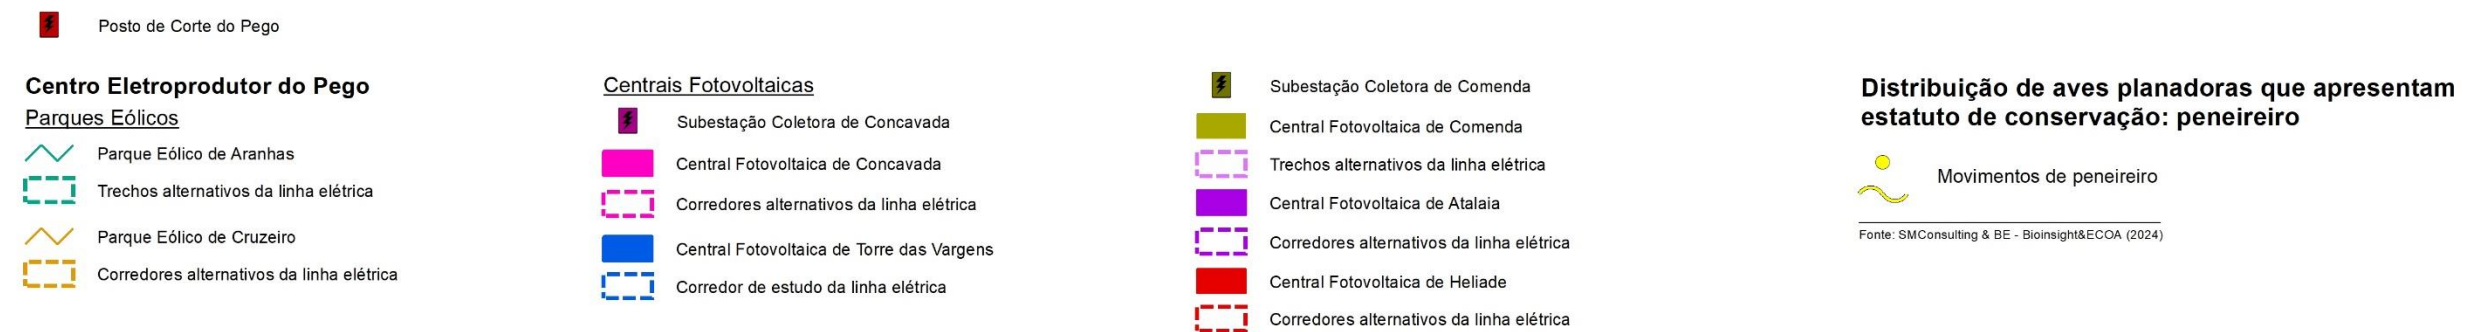 Posto de Corte do Pego
Centro Eletroprodutor do Pego
Parques Eólicos
Parque Eólico de Aranhas
Trechos alternativos da linha elétrica
Parque Eólico de Cruzeiro
Corredores alternativos da linha elétrica
Centrais Fotovoltaicas
Subestação Coletora de Concavada
Central Fotovoltaica de Concavada
Corredores alternativos da linha elétrica
Central Fotovoltaica de Torre das Vargens
Corredor de estudo da linha elétrica
Subestação Coletora de Comenda
Central Fotovoltaica de Comenda
Trechos alternativos da linha elétrica
Central Fotovoltaica de Atalaia
Corredores alternativos da linha elétrica
Central Fotovoltaica de Heliade
Corredores alternativos da linha elétrica
Distribuição de aves planadoras que apresentam
estatuto de conservação: peneireiro
Movimentos de peneireiro
Fonte: SMConsulting & BE - Bioinsight&ECOA (2024)